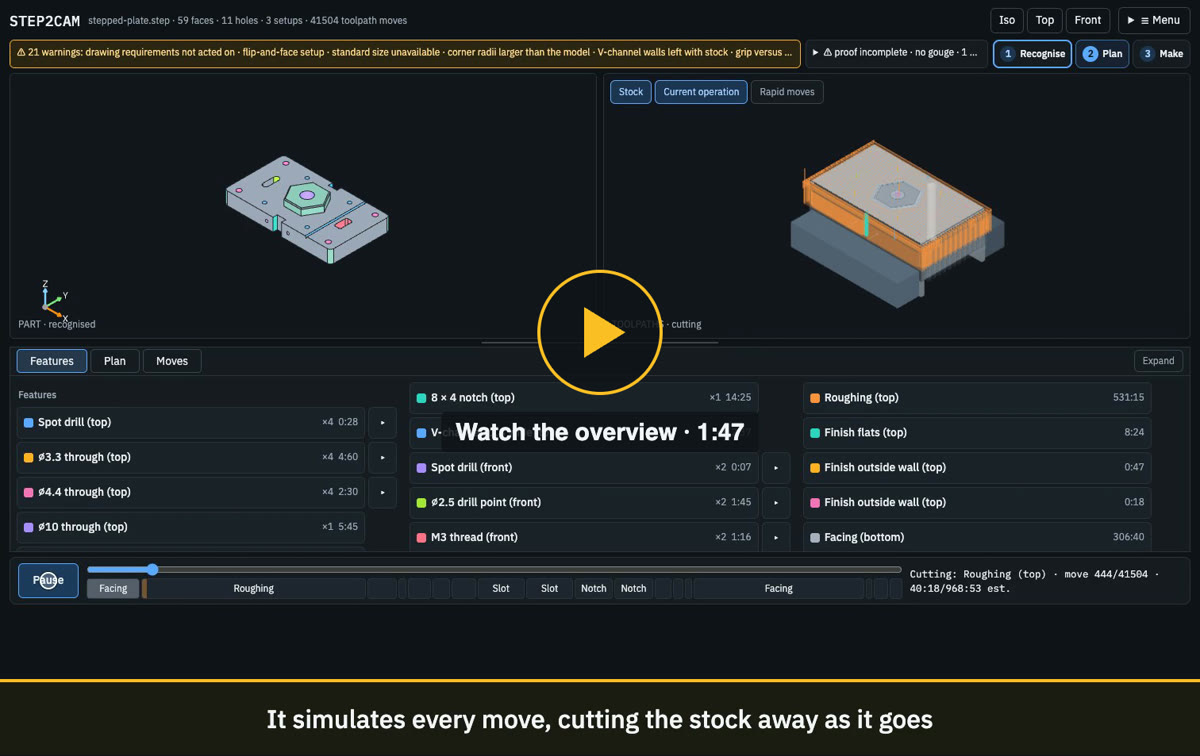 STEP2CAM stepped-plate.step · 59 faces · 11 holes · 3 setups · 41504 toolpath moves
Iso Top Front ▶ ≡ Menu
⚠ 21 warnings: drawing requirements not acted on · flip-and-face setup · standard size unavailable · corner radii larger than the model · V-channel walls left with stock · grip versus ...
▶ ⚠ proof incomplete · no gouge · 1 ...
1 Recognise 2 Plan 3 Make
Stock Current operation Rapid moves
Z
Y
X
PART · recognised
· cutting
Features Plan Moves Expand
Features
Spot drill (top) ×4 0:28
ø3.3 through (top) ×4 4:60
ø4.4 through (top) ×4 2:30
ø10 through (top) ×1 5:45
8 × 4 notch (top) ×1 14:25
V-
Spot drill (front) ×2 0:07
ø2.5 drill point (front) ×2 1:45
M3 thread (front) ×2 1:16
Roughing (top) 531:15
Finish flats (top) 8:24
Finish outside wall (top) 0:47
Finish outside wall (top) 0:18
Facing (bottom) 306:40
Watch the overview · 1:47
Pause
Facing Roughing Slot Slot Notch Notch Facing
Cutting: Roughing (top) · move 444/41504 ·
40:18/968:53 est.
It simulates every move, cutting the stock away as it goes